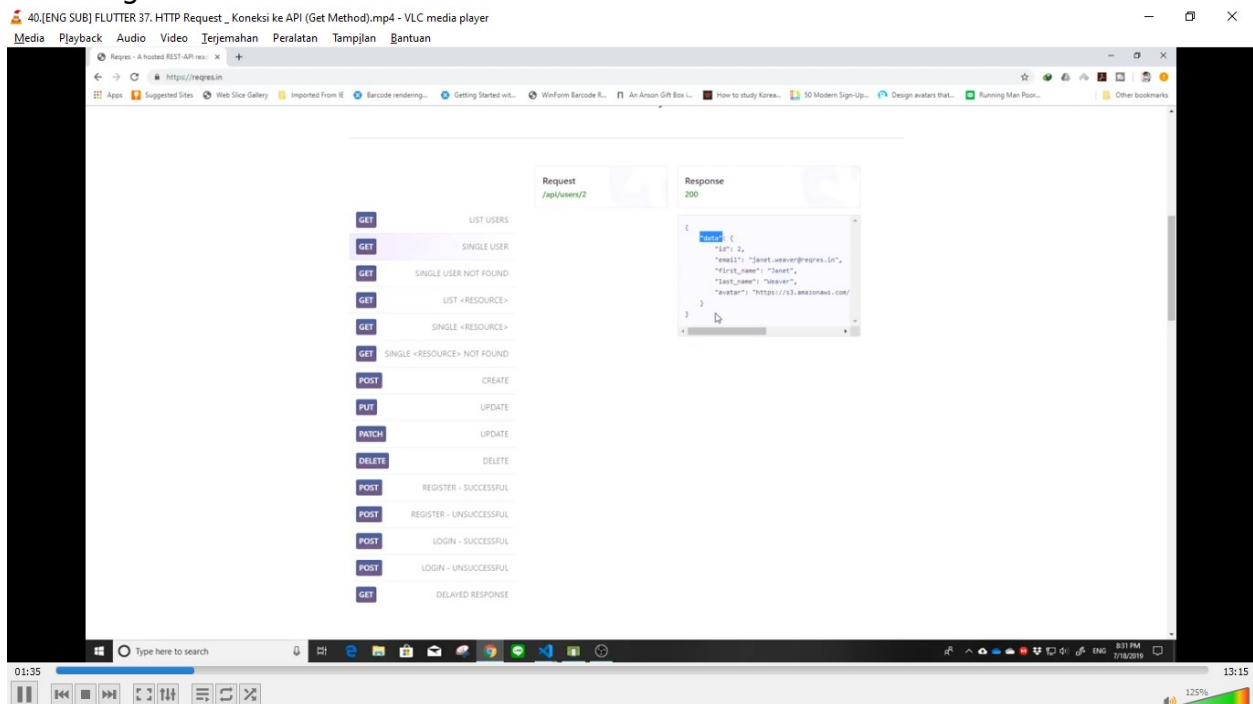 40.[ENG SUB] FLUTTER 37. HTTP Request _ Koneksi ke API (Get Method).mp4 - VLC media player
Media Playback Audio Video Terjemahan Peralatan Tampilan Bantuan
https://reqres.in
Apps Suggested Sites Web Slice Gallery Imported From IE Barcode rendering... Getting Started wit... WinForm Barcode R... An Anson Gift Box i... How to study Korea... 50 Modern Sign-Up... Design avatars that... Running Man Poor... Other bookmarks
Request
/api/users/2
Response
200
{
"data": {
"id": 2,
"email": "janet.weaver@reqres.in",
"first_name": "Janet",
"last_name": "Weaver",
"avatar": "https://s3.amazonaws.com/
}
}
GET LIST USERS
GET SINGLE USER
GET SINGLE USER NOT FOUND
GET LIST <RESOURCE>
GET SINGLE <RESOURCE>
GET SINGLE <RESOURCE> NOT FOUND
POST CREATE
PUT UPDATE
PATCH UPDATE
DELETE DELETE
POST REGISTER - SUCCESSFUL
POST REGISTER - UNSUCCESSFUL
POST LOGIN - SUCCESSFUL
POST LOGIN - UNSUCCESSFUL
GET DELAYED RESPONSE
Type here to search
ENG
8:31 PM
7/18/2019
01:35
13:15
125%